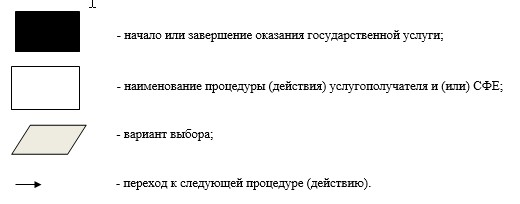 - начало или завершение оказания государственной услуги;
- наименование процедуры (действия) услугополучателя и (или) СФЕ;
- вариант выбора;
- переход к следующей процедуре (действию).